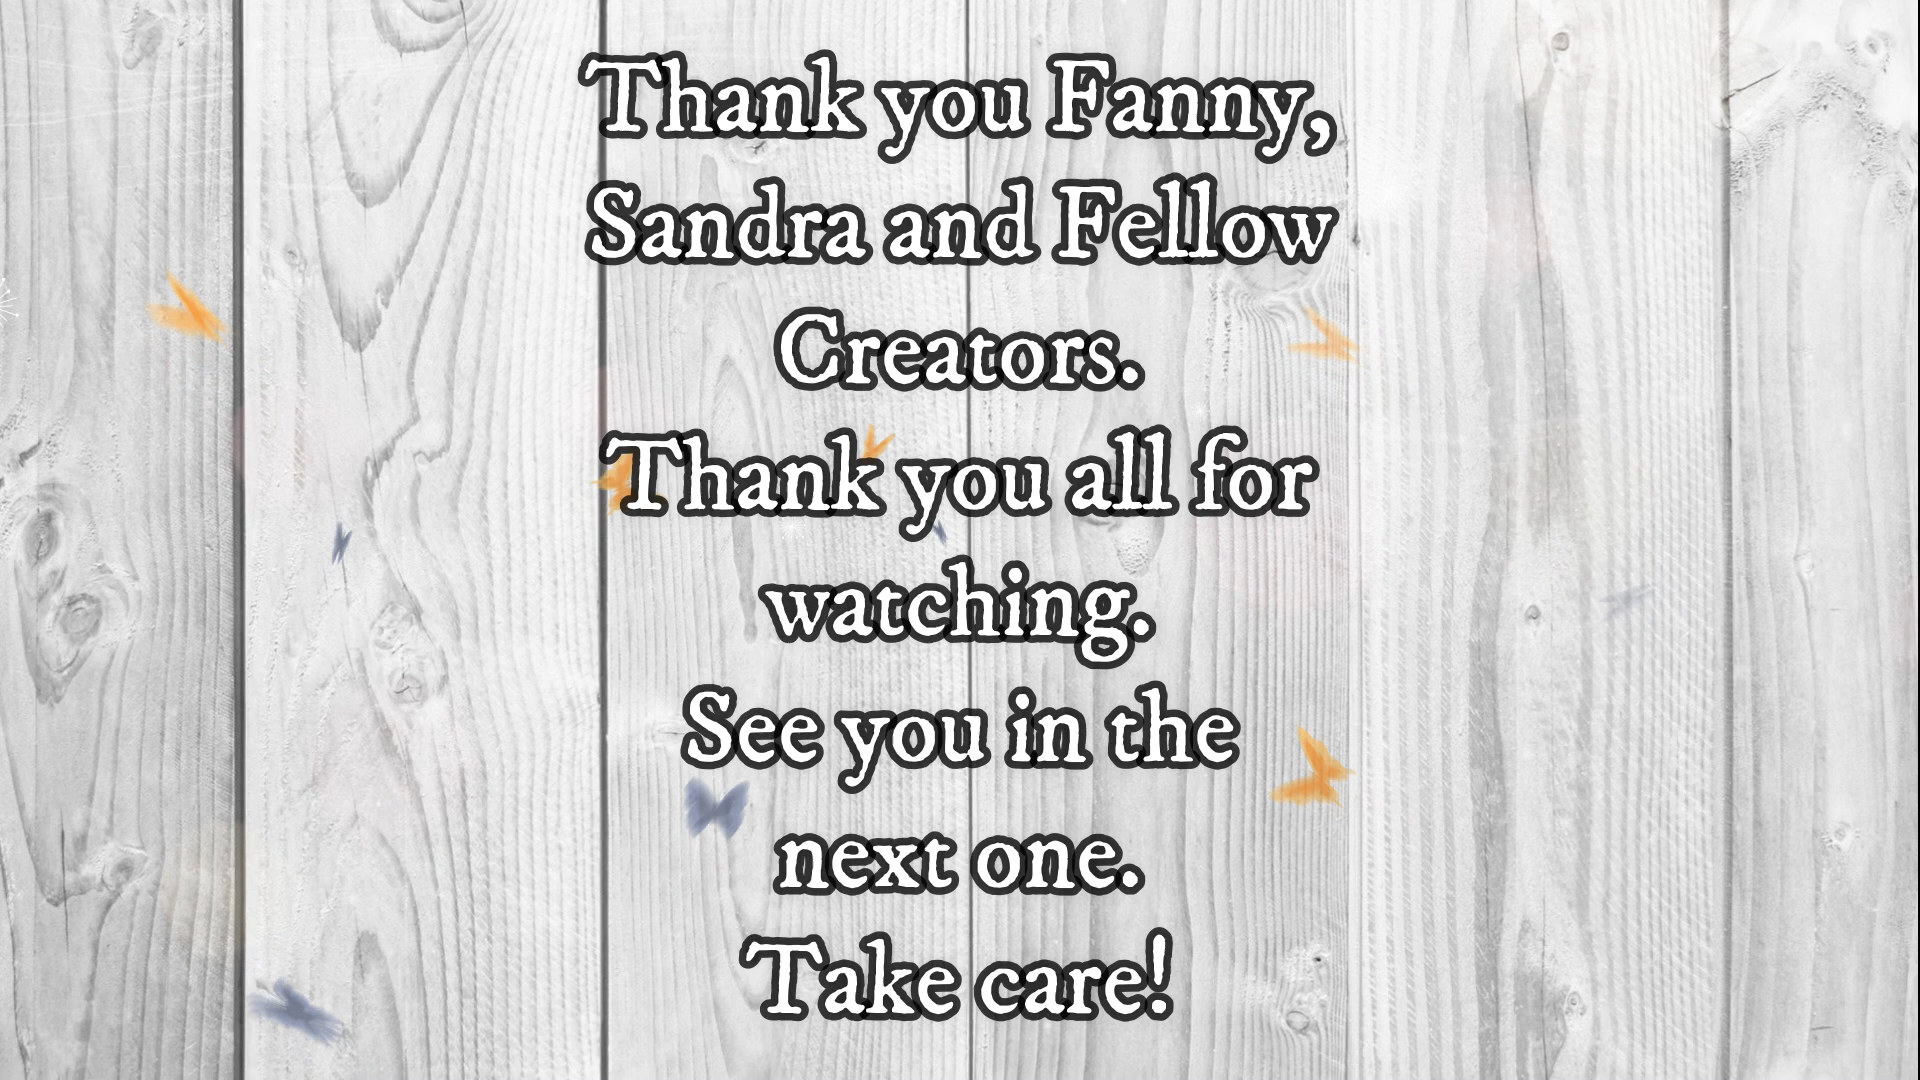 Thank you Fanny,
Sandra and Fellow
Creators.
Thank you all for
watching.
See you in the
next one.
Take care!